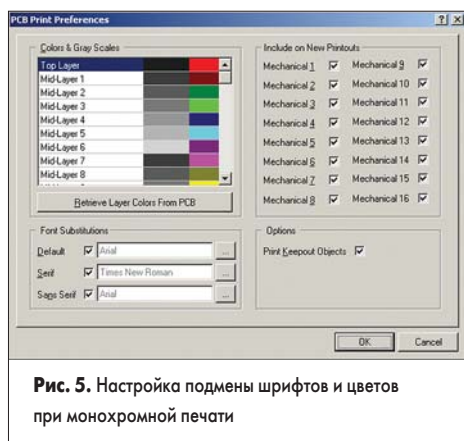 PCB Print Preferences
Colors & Gray Scales
Top Layer
Mid-Layer 1
Mid-Layer 2
Mid-Layer 3
Mid-Layer 4
Mid-Layer 5
Mid-Layer 6
Mid-Layer 7
Mid-Layer 8
Retrieve Layer Colors From PCB
Include on New Printouts
Mechanical 1 Mechanical 9
Mechanical 2 Mechanical 10
Mechanical 3 Mechanical 11
Mechanical 4 Mechanical 12
Mechanical 5 Mechanical 13
Mechanical 6 Mechanical 14
Mechanical 7 Mechanical 15
Mechanical 8 Mechanical 16
Font Substitutions
Default Arial ...
Serif Times New Roman ...
Sans Serif Arial ...
Options
Print Keepout Objects
OK Cancel
Рис. 5. Настройка подмены шрифтов и цветов
при монохромной печати